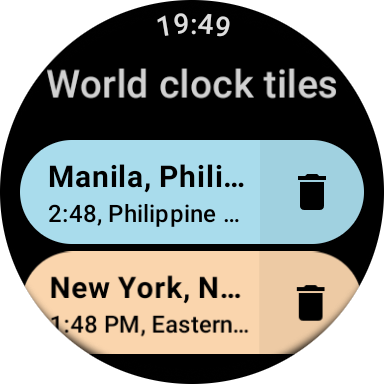 19:49
World clock tiles
Manila, Phili...
2:48, Philippine ...
New York, N...
1:48 PM, Eastern...